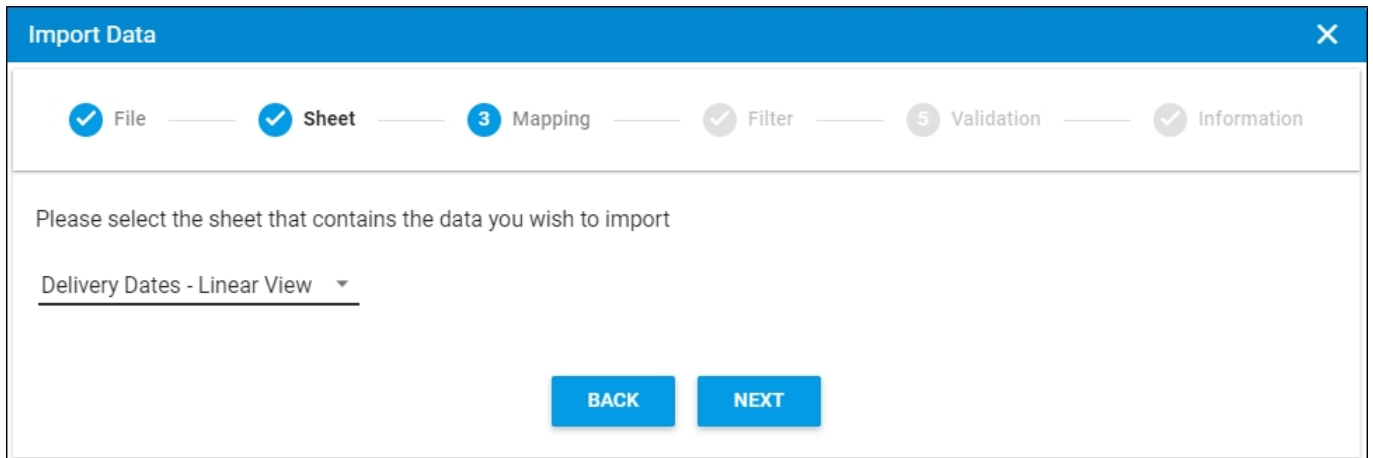 Import Data
File
Sheet
3 Mapping
Filter
5 Validation
Information
Please select the sheet that contains the data you wish to import
Delivery Dates - Linear View
BACK
NEXT